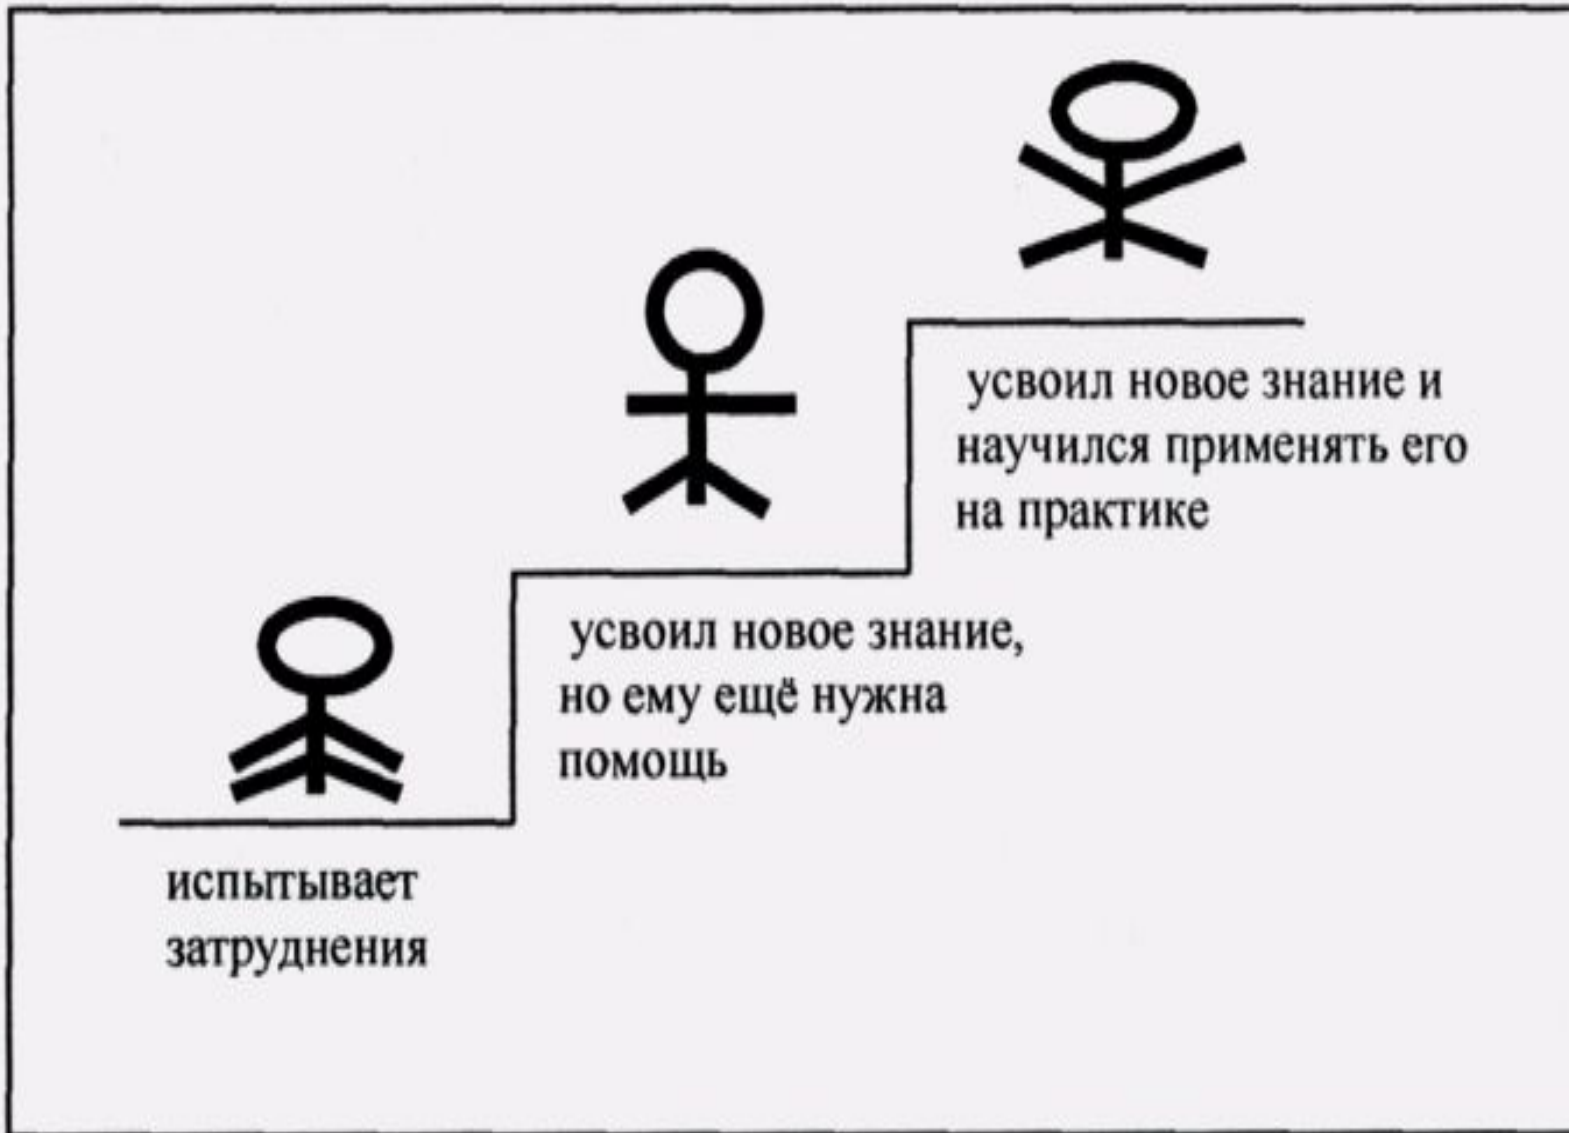 усвоил новое знание и
научился применять его
на практике
усвоил новое знание,
но ему ещё нужна
помощь
испытывает
затруднения